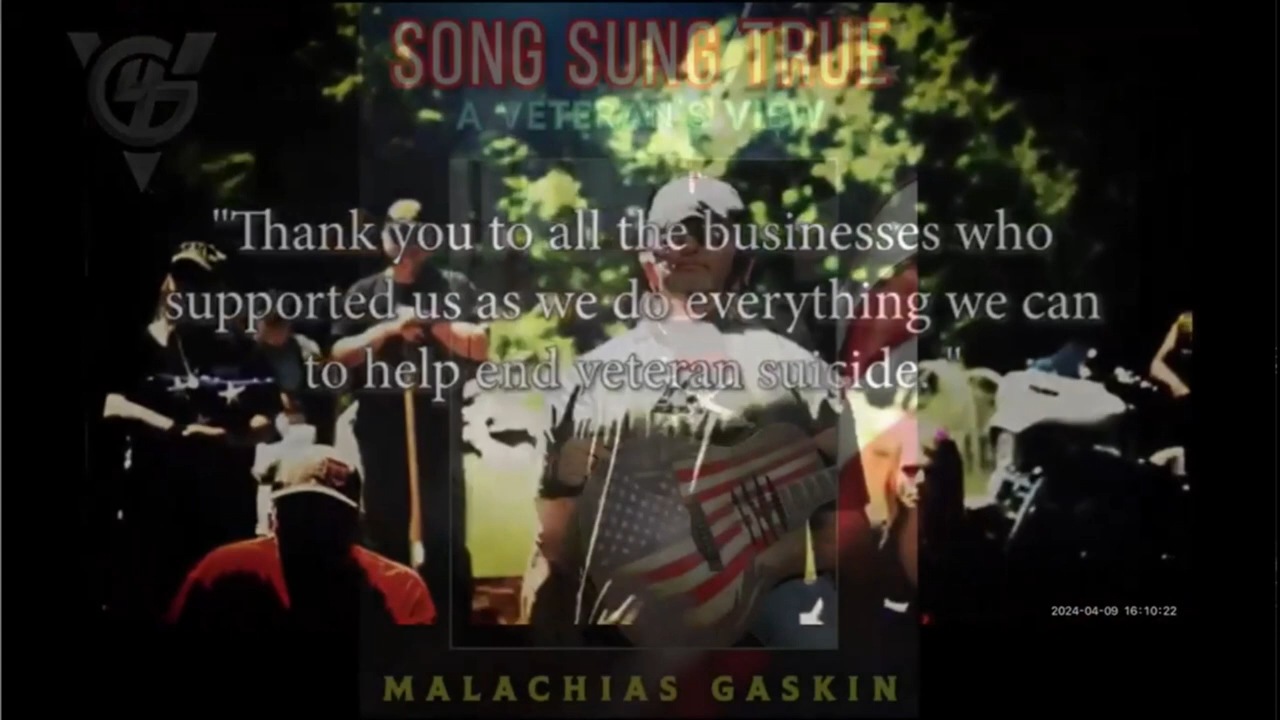 SONG SUNG TRUE
A VETERAN'S VIEW
"Thank you to all the businesses who
supported us as we do everything we can
to help end veteran suicide."
2024-04-09 16:10:22
MALACHIAS GASKIN